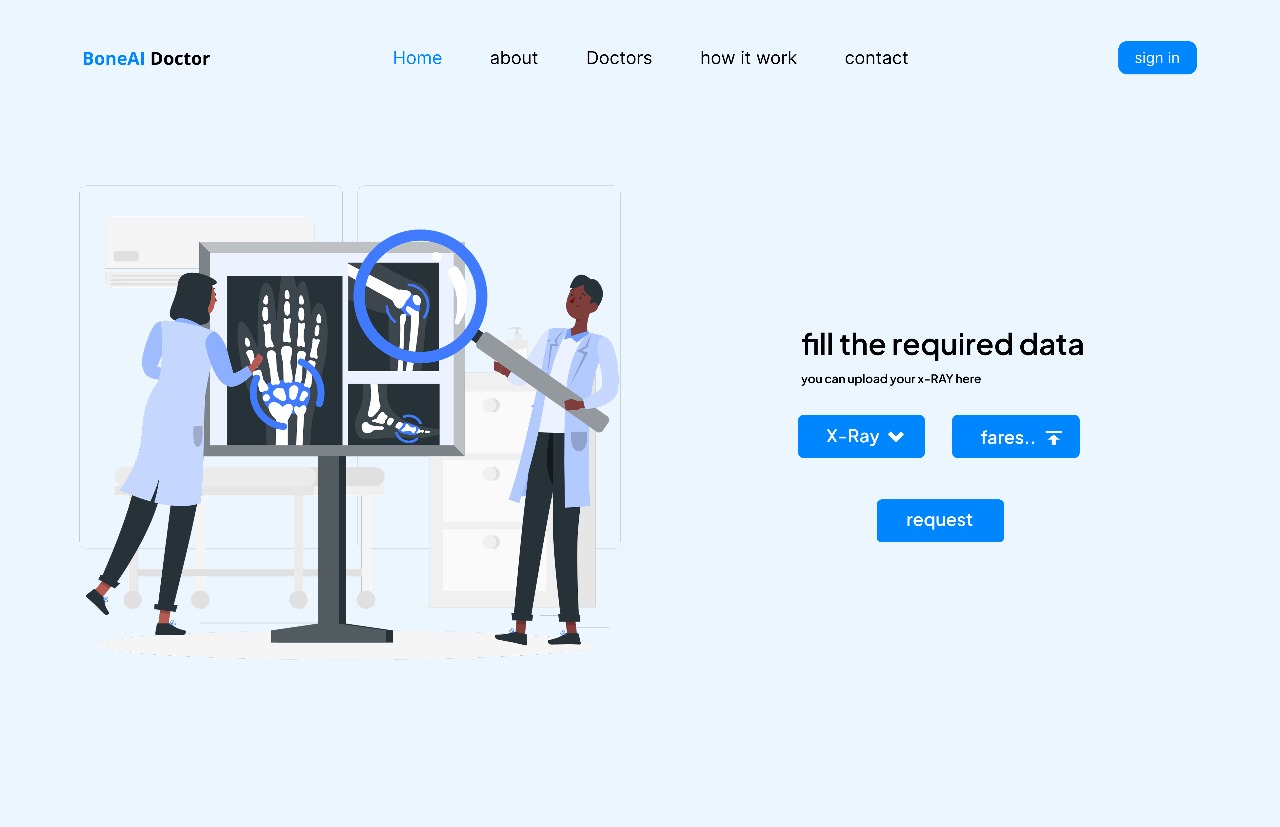 BoneAI Doctor
Home about Doctors how it work contact
sign in
fill the required data
you can upload your x-RAY here
X-Ray
fares..
request